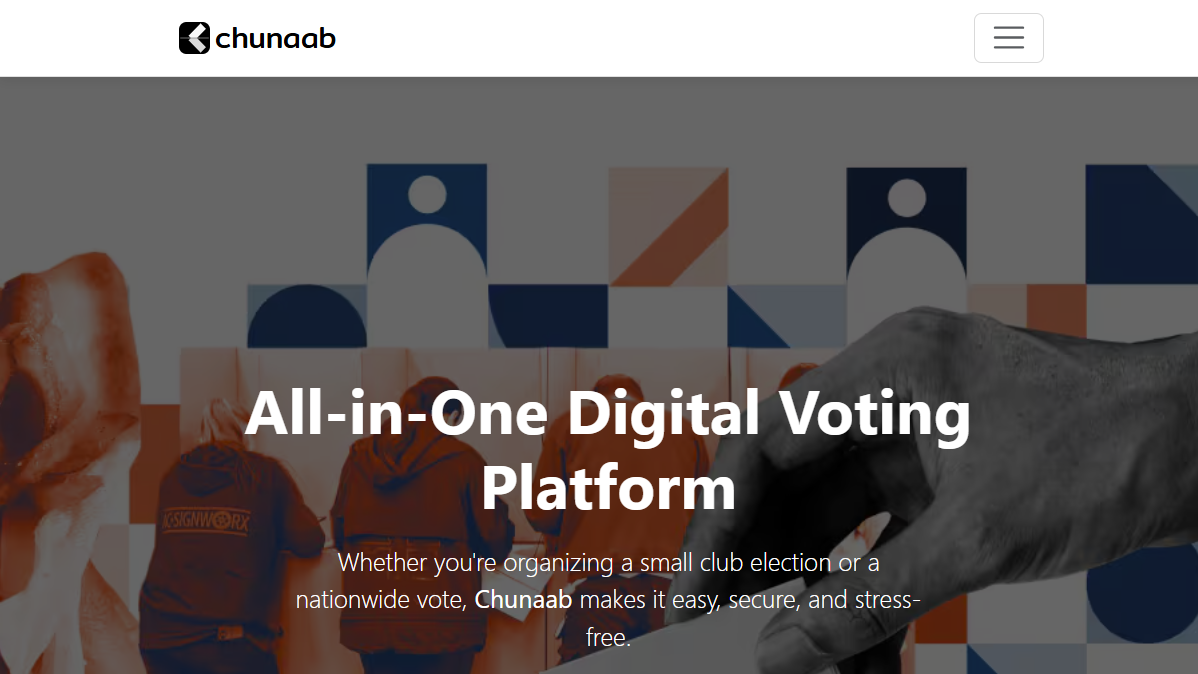 chunaab
All-in-One Digital Voting
Platform
Whether you're organizing a small club election or a
nationwide vote, Chunaab makes it easy, secure, and stress-
free.